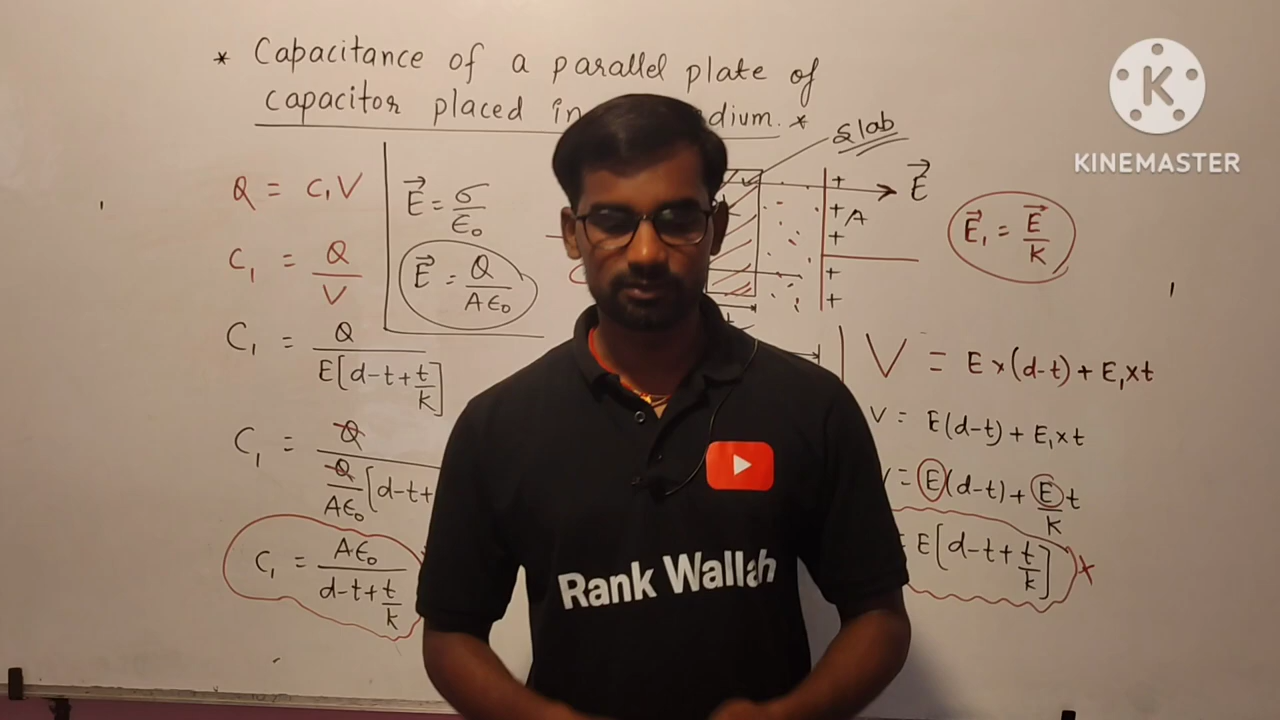 * Capacitance of a parallel plate of
capacitor placed in dium. *
Slab
Q = C₁V
C₁ = Q/V
C₁ = Q/E[d-t+t/K]
C₁ = Q/Q/Aε₀[d-t+
C₁ = Aε₀/d-t+t/K
E⃗ = σ/ε₀
E⃗ = Q/Aε₀
+
+ A
+
+
+
E⃗
E⃗₁ = E⃗/K
V = E×(d-t)+E₁×t
V = E(d-t)+E₁×t
= E(d-t)+E/K t
= E[d-t+t/K]
K
KINEMASTER
Rank Wallah